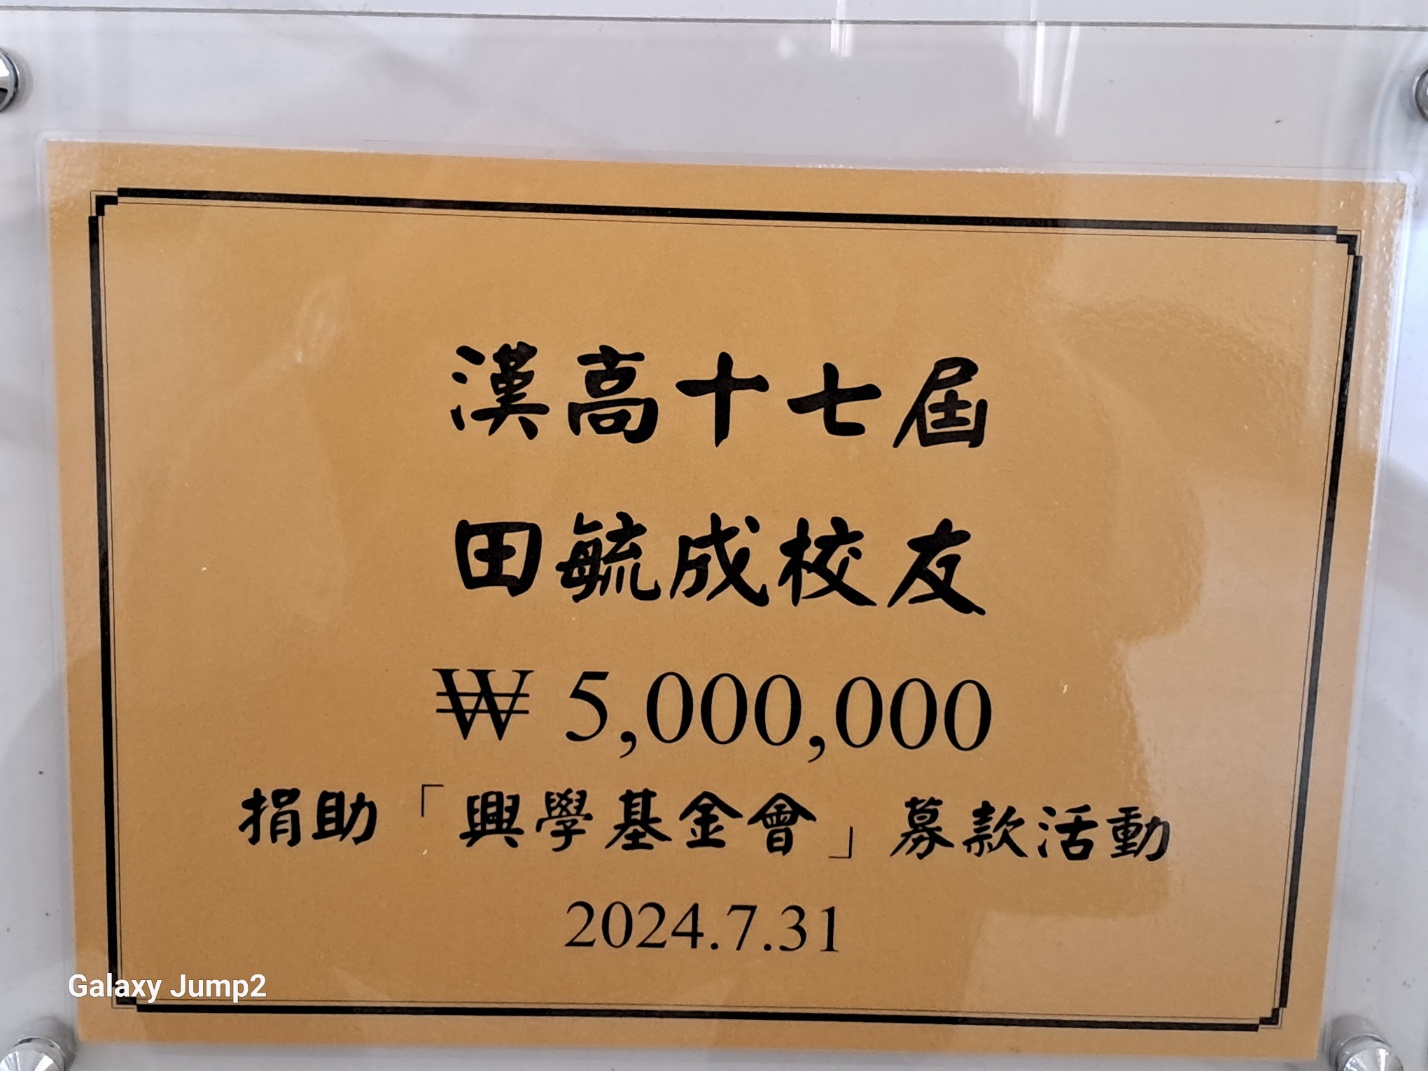 漢高十七屆
田毓成校友
₩ 5,000,000
捐助「興學基金會」募款活動
2024.7.31
Galaxy Jump2